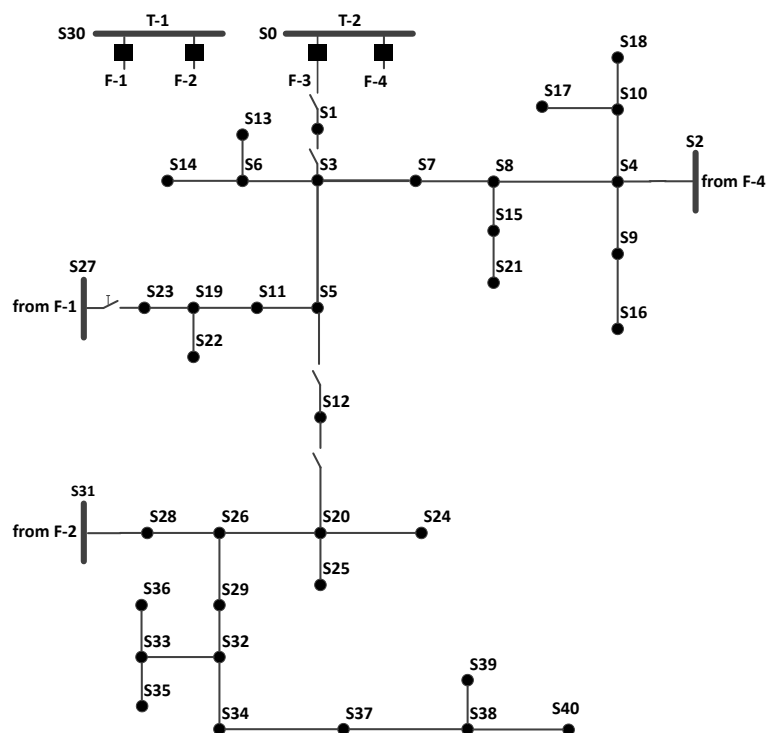 T-1
T-2
S30
S0
F-1
F-2
F-3
F-4
S18
S17
S10
S1
S13
S2
S14
S6
S3
S7
S8
S4
from F-4
S15
S9
S21
S16
S27
from F-1
S23
S19
S11
S5
S22
S12
S31
from F-2
S28
S26
S20
S24
S25
S36
S29
S33
S32
S35
S39
S34
S37
S38
S40